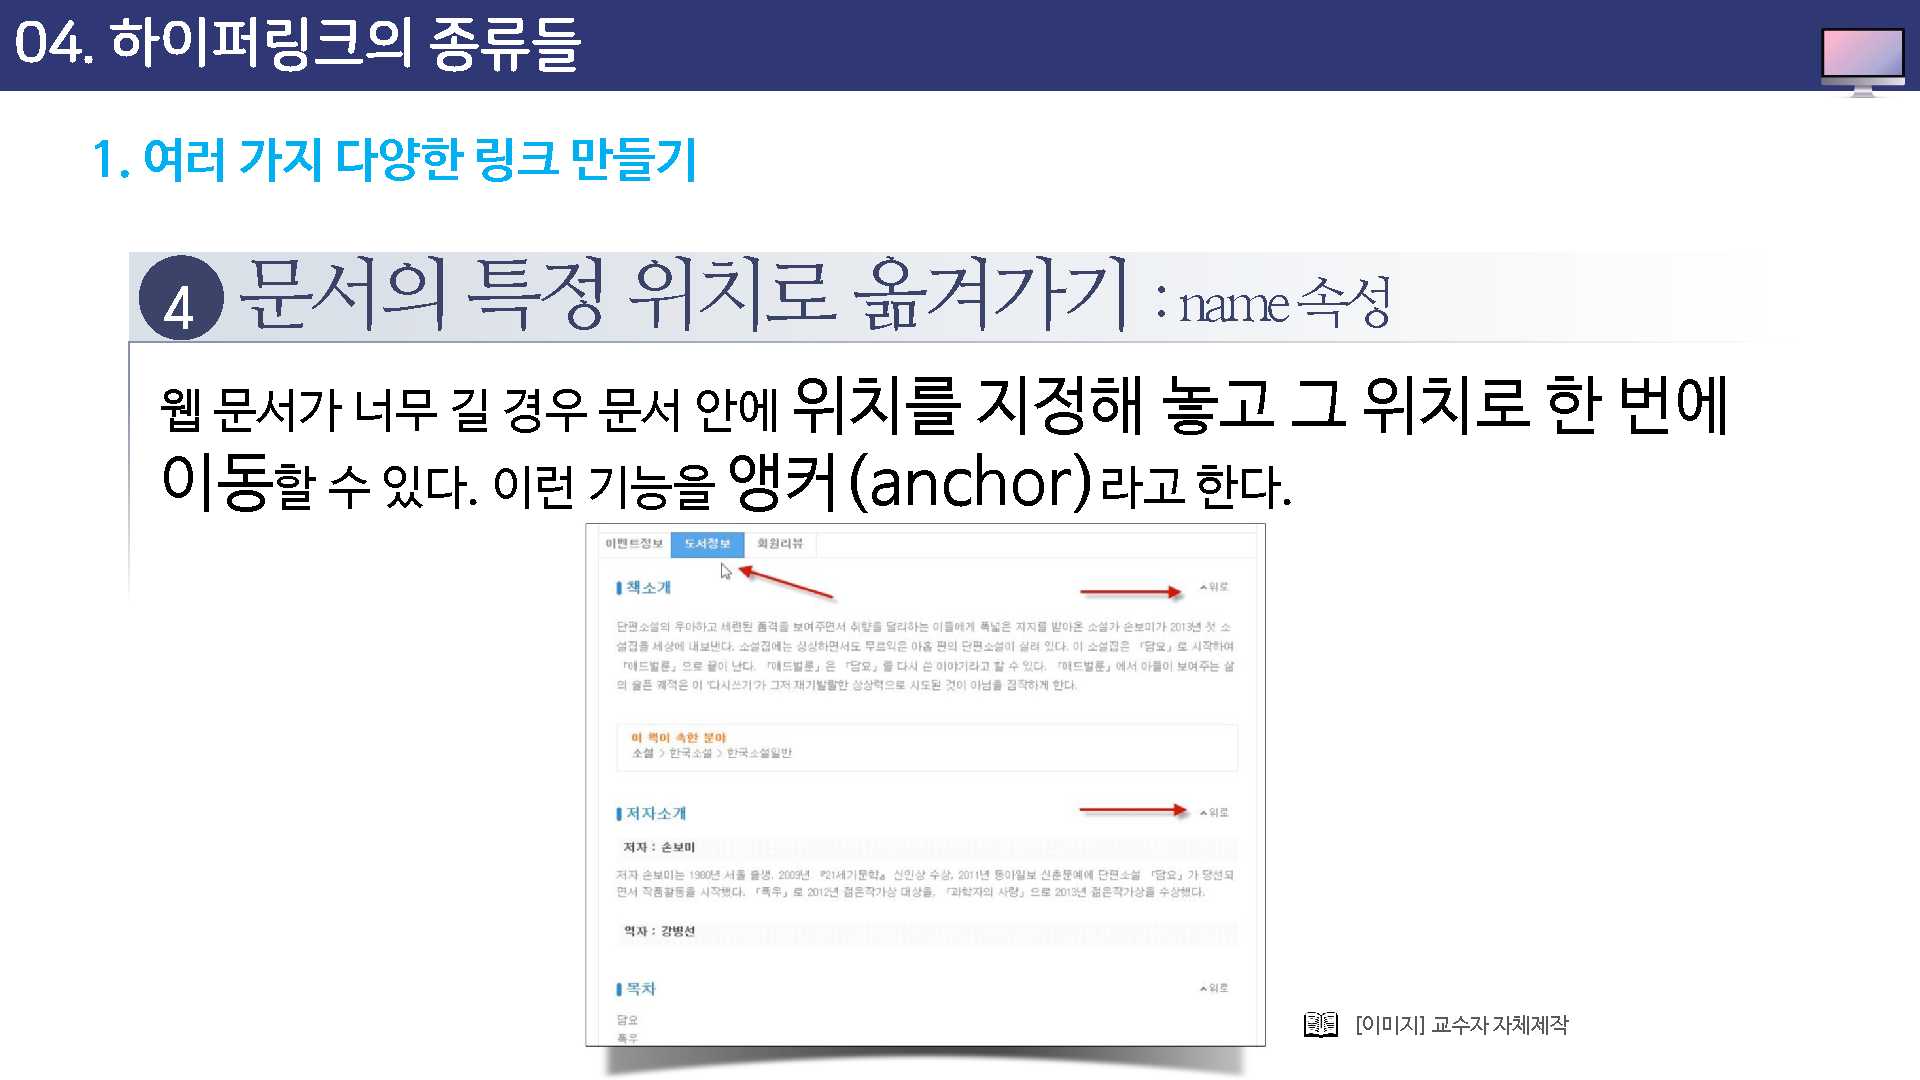 04. 하이퍼링크의 종류들
1. 여러 가지 다양한 링크 만들기
4 문서의 특정 위치로 옮겨가기 : name 속성
웹 문서가 너무 길 경우 문서 안에 위치를 지정해 놓고 그 위치로 한 번에
이동할 수 있다. 이런 기능을 앵커(anchor)라고 한다.
이벤트정보 도서정보 회원리뷰
책소개 위로
단편소설의 우아하고 세련된 품격을 보여주면서 취향을 달리하는 이들에게 폭넓은 지지를 받아온 소설가 손보미가 2013년 첫 소
설집을 세상에 내보낸다. 소설집에는 싱싱하면서도 무르익은 아홉 편의 단편소설이 실려 있다. 이 소설집은 「담요」로 시작하여
「애드벌룬」으로 끝이 난다. 「애드벌룬」은 「담요」를 다시 쓴 이야기라고 할 수 있다. 「애드벌룬」에서 아들이 보여주는 삶
의 슬픈 궤적은 이 '다시쓰기'가 그저 재기발랄한 상상력으로 시도된 것이 아님을 짐작하게 한다.
이 책이 속한 분야
소설 > 한국소설 > 한국소설일반
저자소개 위로
저자 : 손보미
저자 손보미는 1980년 서울 출생. 2009년 『21세기문학』 신인상 수상, 2011년 동아일보 신춘문예에 단편소설 「담요」가 당선되
면서 작품활동을 시작했다. 「폭우」로 2012년 젊은작가상 대상을, 「과학자의 사랑」으로 2013년 젊은작가상을 수상했다.
역자 : 강병선
목차 위로
담요
폭우
[이미지] 교수자 자체제작